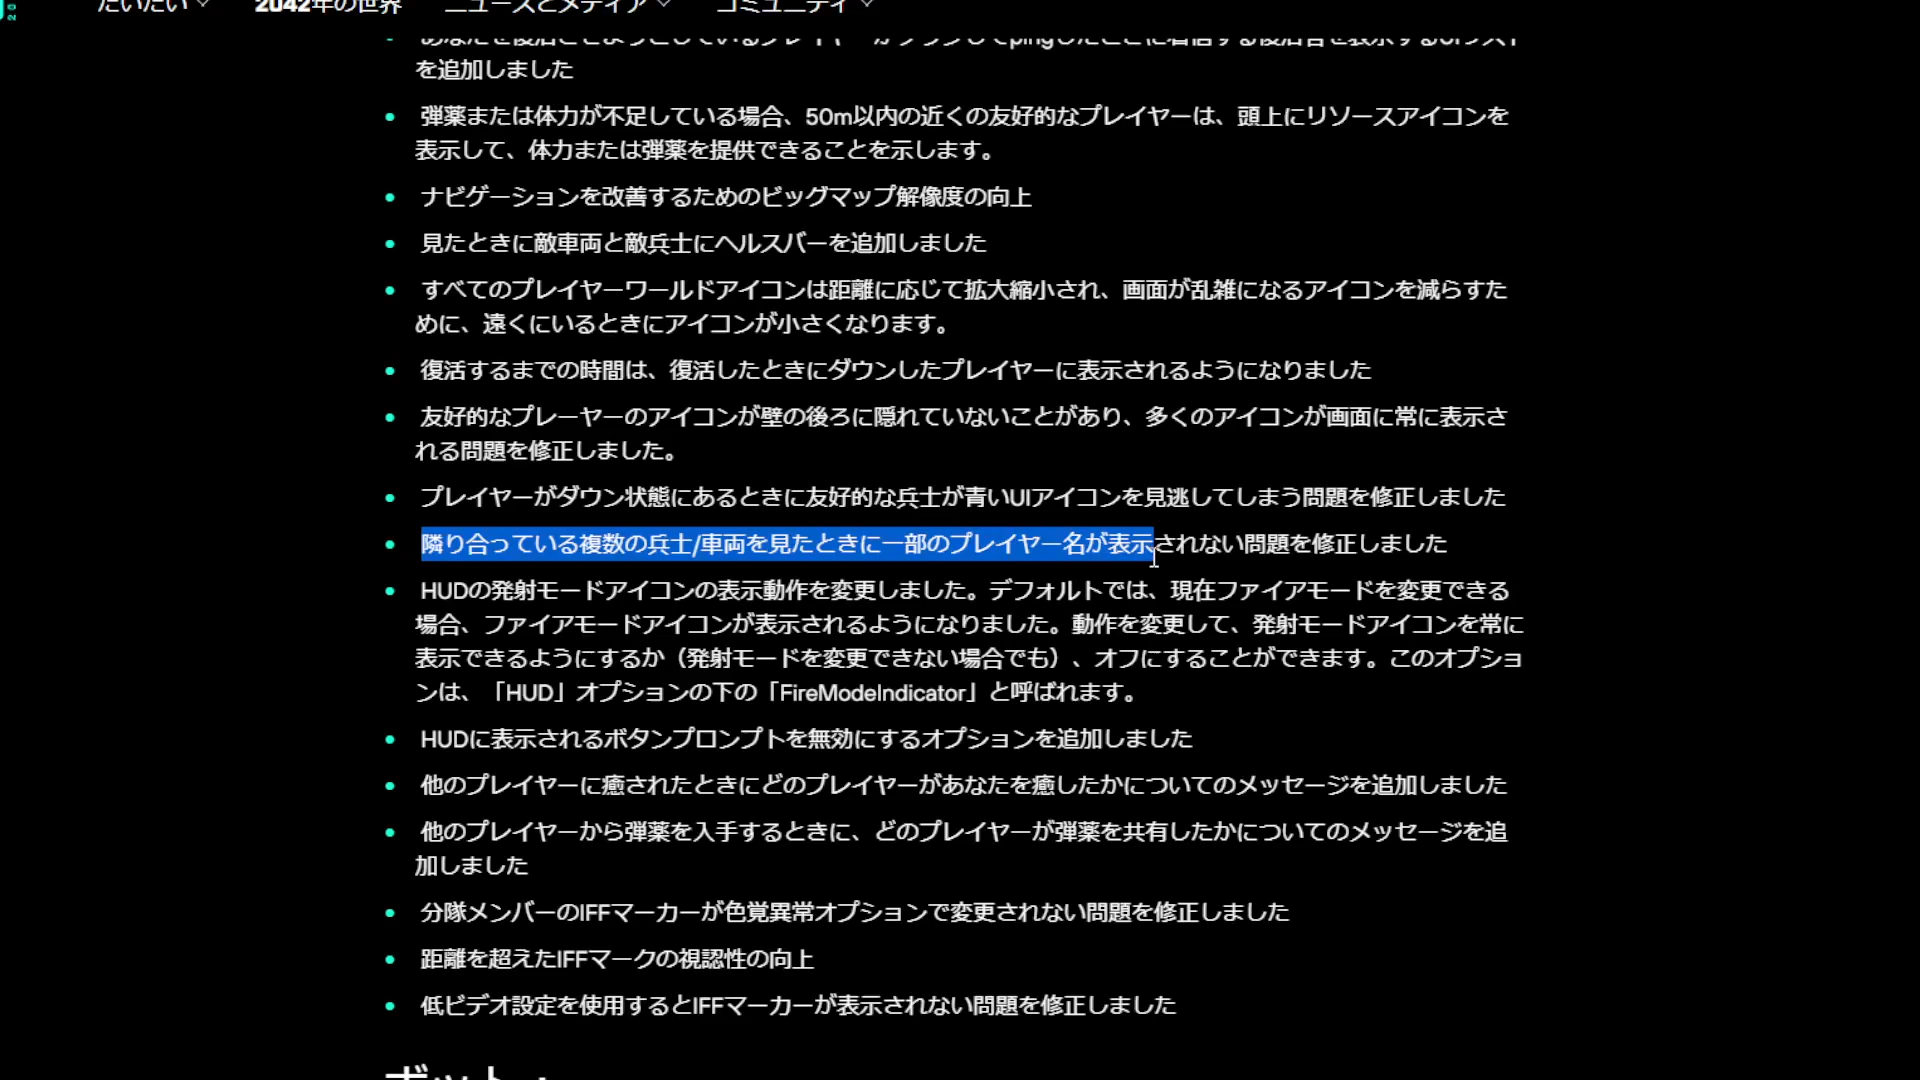 だいたい
2042年の世界
ニュースとメディア
コミュニティ
を追加しました
弾薬または体力が不足している場合、50m以内の近くの友好的なプレイヤーは、頭上にリソースアイコンを
表示して、体力または弾薬を提供できることを示します。
ナビゲーションを改善するためのビッグマップ解像度の向上
見たときに敵車両と敵兵士にヘルスバーを追加しました
すべてのプレイヤーワールドアイコンは距離に応じて拡大縮小され、画面が乱雑になるアイコンを減らすた
めに、遠くにいるときにアイコンが小さくなります。
復活するまでの時間は、復活したときにダウンしたプレイヤーに表示されるようになりました
友好的なプレーヤーのアイコンが壁の後ろに隠れていないことがあり、多くのアイコンが画面に常に表示さ
れる問題を修正しました。
プレイヤーがダウン状態にあるときに友好的な兵士が青いUIアイコンを見逃してしまう問題を修正しました
隣り合っている複数の兵士/車両を見たときに一部のプレイヤー名が表示されない問題を修正しました
HUDの発射モードアイコンの表示動作を変更しました。デフォルトでは、現在ファイアモードを変更できる
場合、ファイアモードアイコンが表示されるようになりました。動作を変更して、発射モードアイコンを常に
表示できるようにするか（発射モードを変更できない場合でも）、オフにすることができます。このオプショ
ンは、「HUD」オプションの下の「FireModeIndicator」と呼ばれます。
HUDに表示されるボタンプロンプトを無効にするオプションを追加しました
他のプレイヤーに癒されたときにどのプレイヤーがあなたを癒したかについてのメッセージを追加しました
他のプレイヤーから弾薬を入手するときに、どのプレイヤーが弾薬を共有したかについてのメッセージを追
加しました
分隊メンバーのIFFマーカーが色覚異常オプションで変更されない問題を修正しました
距離を超えたIFFマークの視認性の向上
低ビデオ設定を使用するとIFFマーカーが表示されない問題を修正しました
ボット：